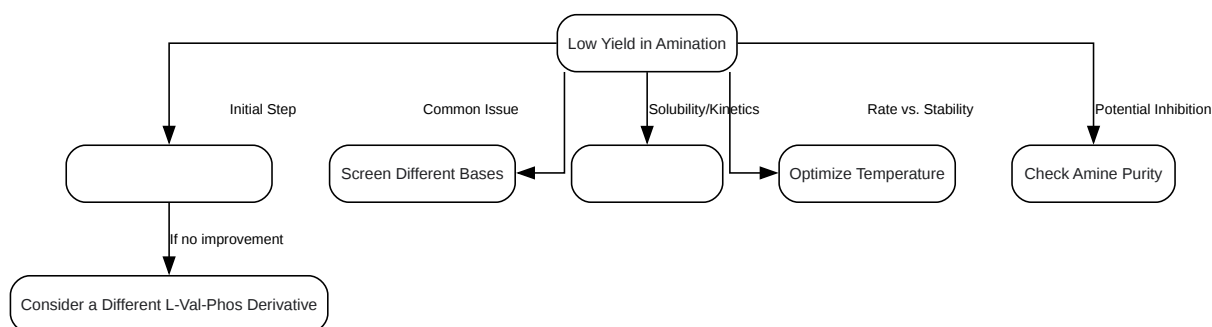 Low Yield in Amination
Initial Step
Common Issue
Solubility/Kinetics
Rate vs. Stability
Potential Inhibition
Screen Different Bases
Optimize Temperature
Check Amine Purity
If no improvement
Consider a Different L-Val-Phos Derivative